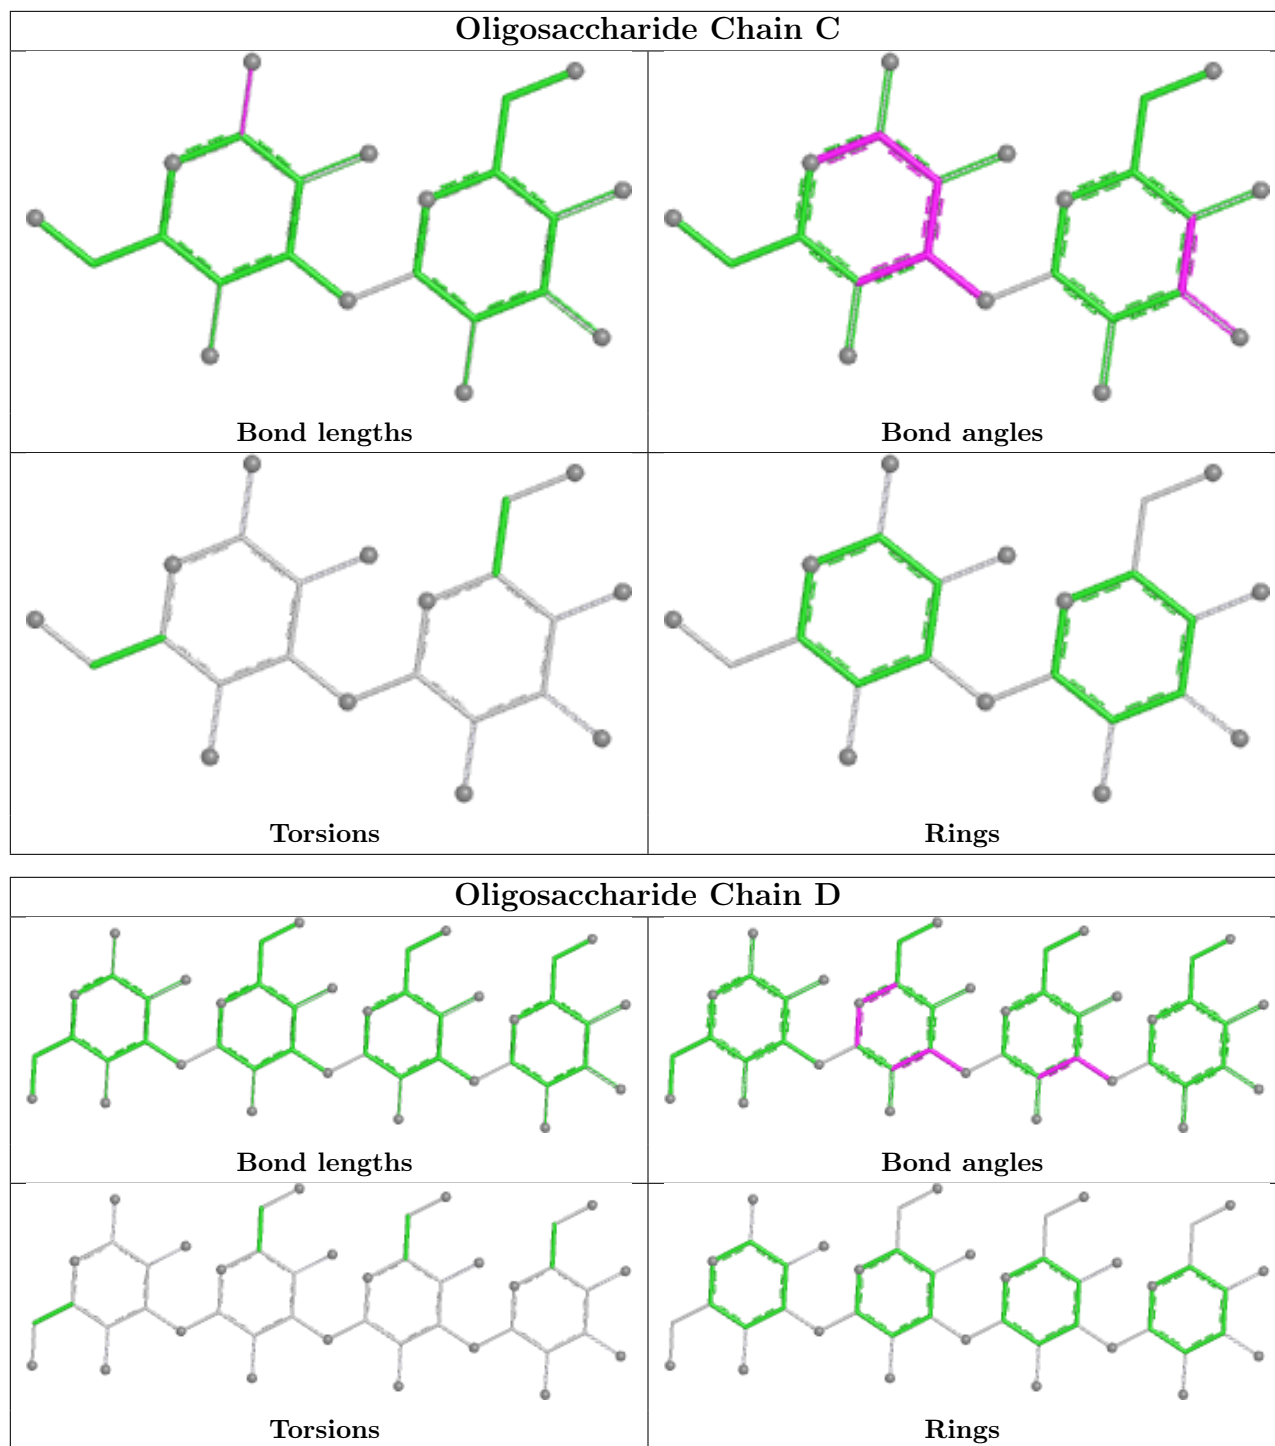 Oligosaccharide Chain C
Bond lengths
Bond angles
Torsions
Rings
Oligosaccharide Chain D
Bond lengths
Bond angles
Torsions
Rings